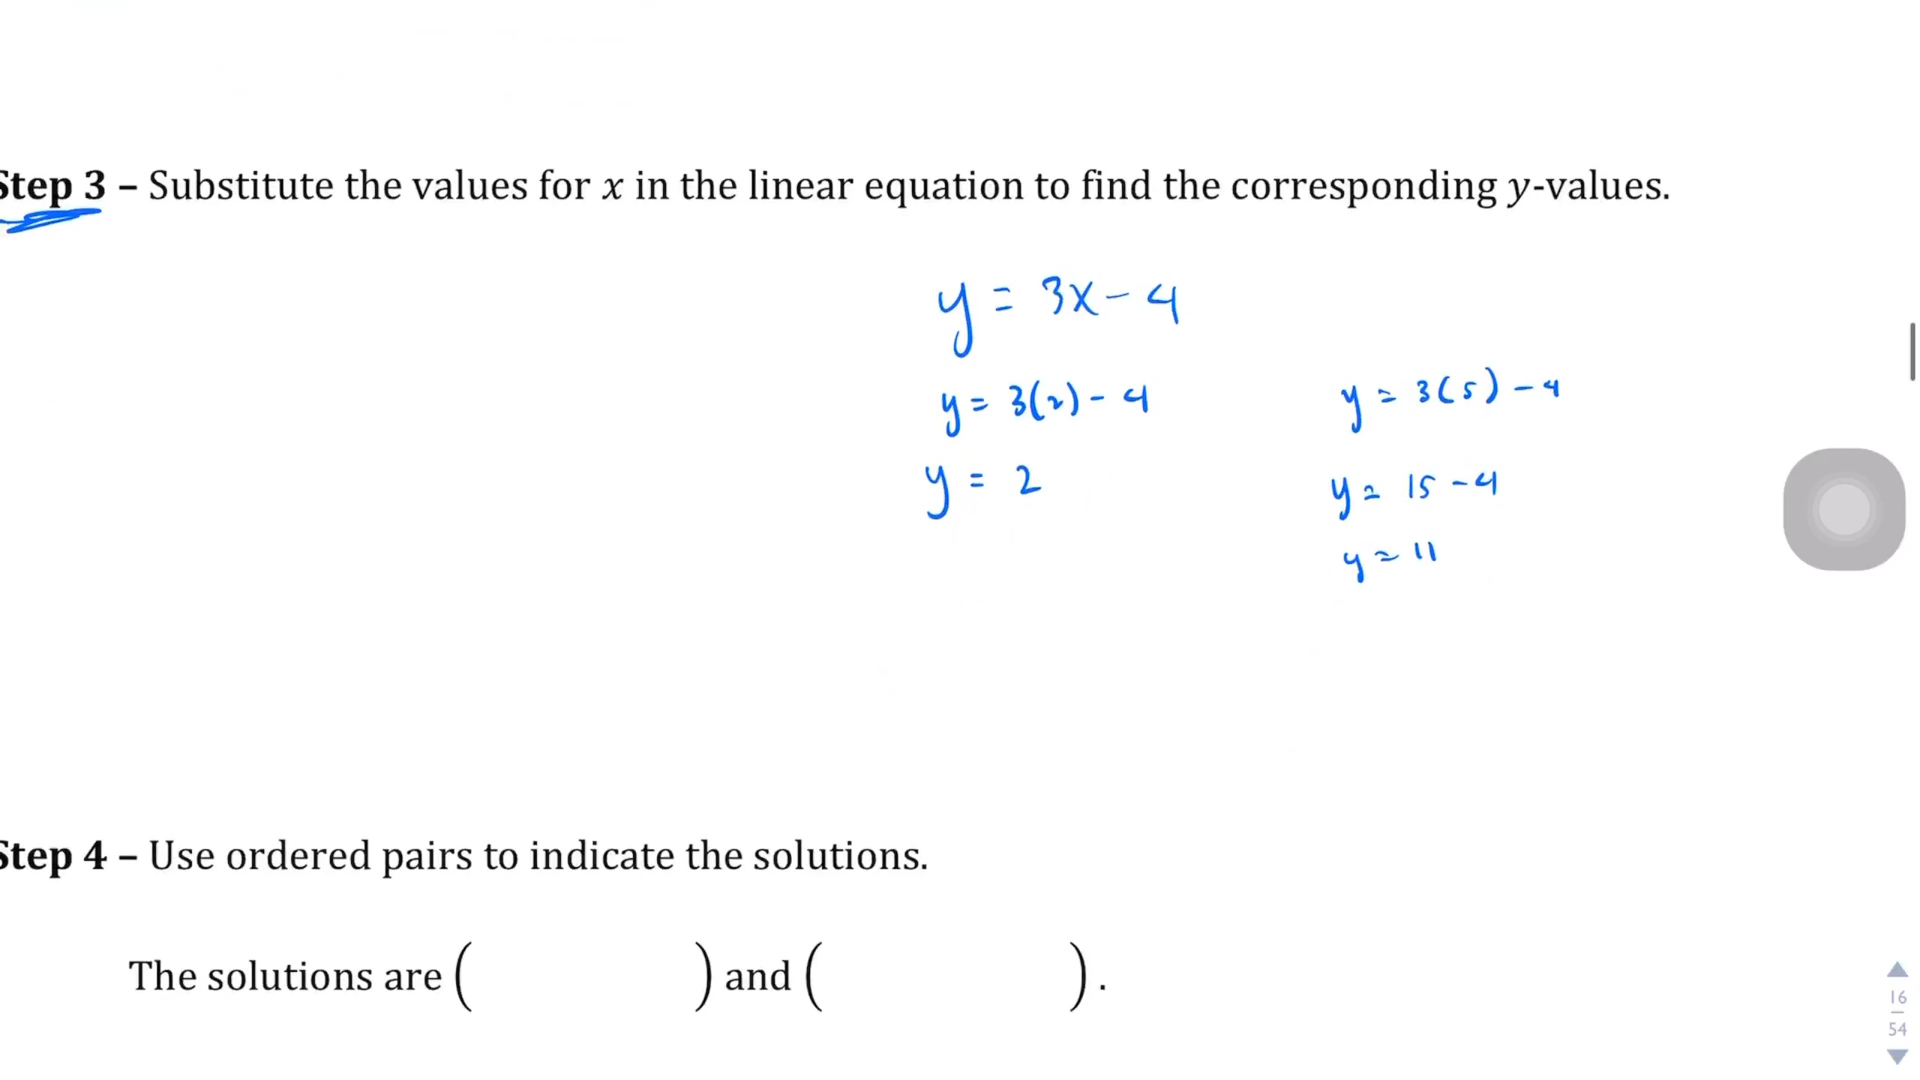 Step 3 – Substitute the values for x in the linear equation to find the corresponding y-values.
y = 3x - 4
y = 3(2) - 4
y = 3(5) - 4
y = 2
y = 15 - 4
y = 11
Step 4 – Use ordered pairs to indicate the solutions.
The solutions are ( ) and ( ).
16
54